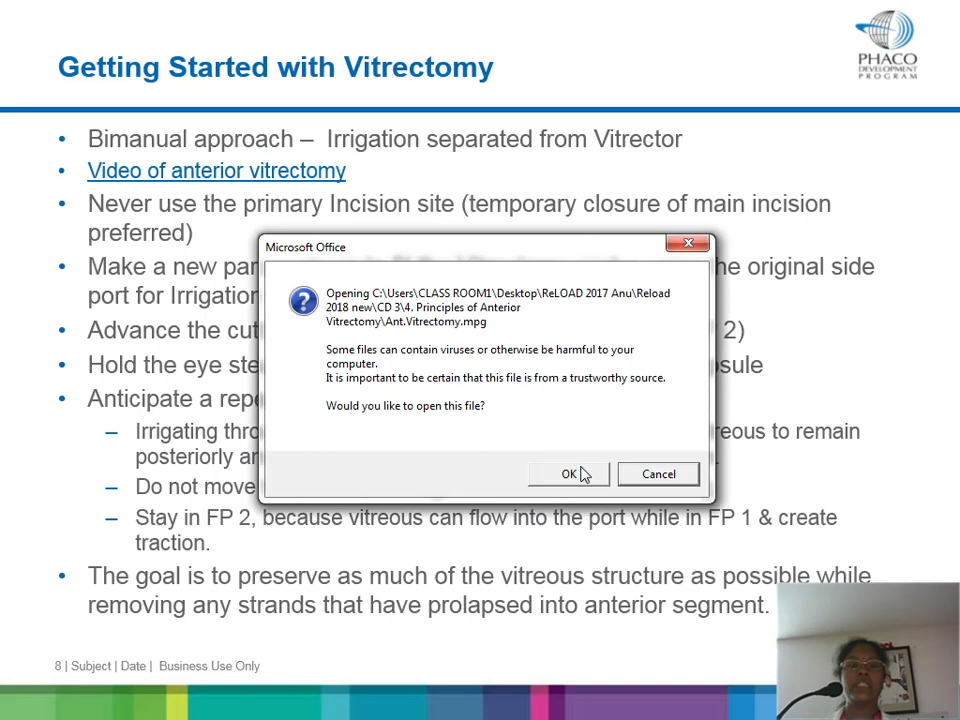 Getting Started with Vitrectomy
PHACO
DEVELOPMENT
PROGRAM
• Bimanual approach – Irrigation separated from Vitrector
• Video of anterior vitrectomy
• Never use the primary Incision site (temporary closure of main incision
preferred)
• Make a new par
he original side
port for Irrigation
• Advance the cut
2)
• Hold the eye ste
psule
• Anticipate a repe
– Irrigating thro
reous to remain
posteriorly an
– Do not move
– Stay in FP 2, because vitreous can flow into the port while in FP 1 & create
traction.
• The goal is to preserve as much of the vitreous structure as possible while
removing any strands that have prolapsed into anterior segment.
Microsoft Office
Opening C:\Users\CLASS ROOM1\Desktop\ReLOAD 2017 Anu\Reload
2018 new\CD 3\4. Principles of Anterior
Vitrectomy\Ant.Vitrectomy.mpg
Some files can contain viruses or otherwise be harmful to your
computer.
It is important to be certain that this file is from a trustworthy source.
Would you like to open this file?
OK
Cancel
8 | Subject | Date | Business Use Only